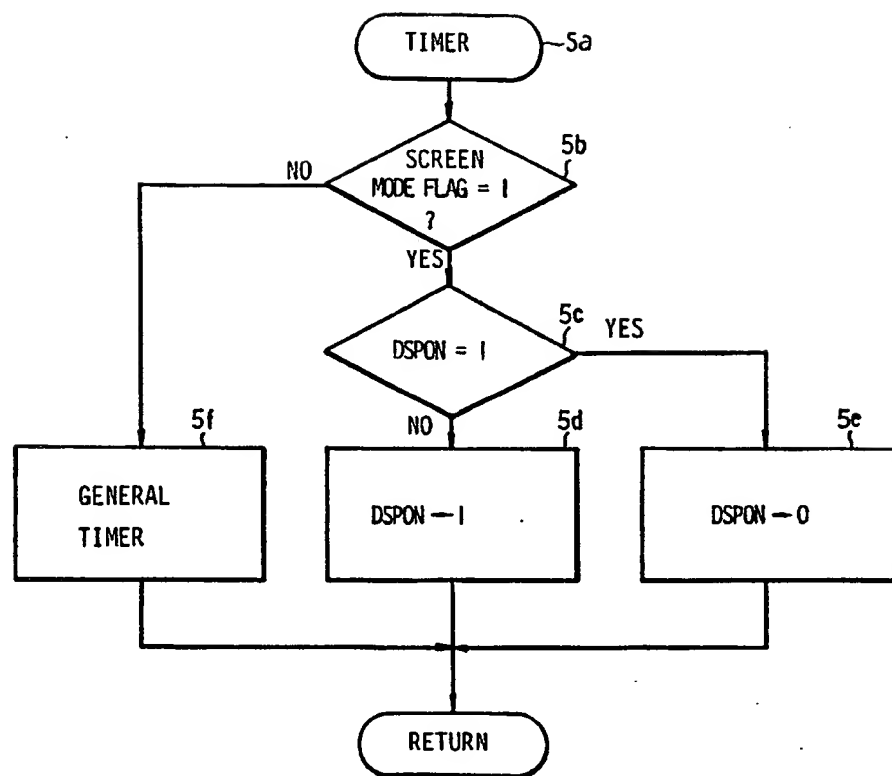 TIMER
5a
SCREEN
MODE FLAG = 1
?
5b
NO
YES
DSPON = 1
5c
YES
NO
5f
GENERAL
TIMER
5d
DSPON ← 1
5e
DSPON ← 0
RETURN